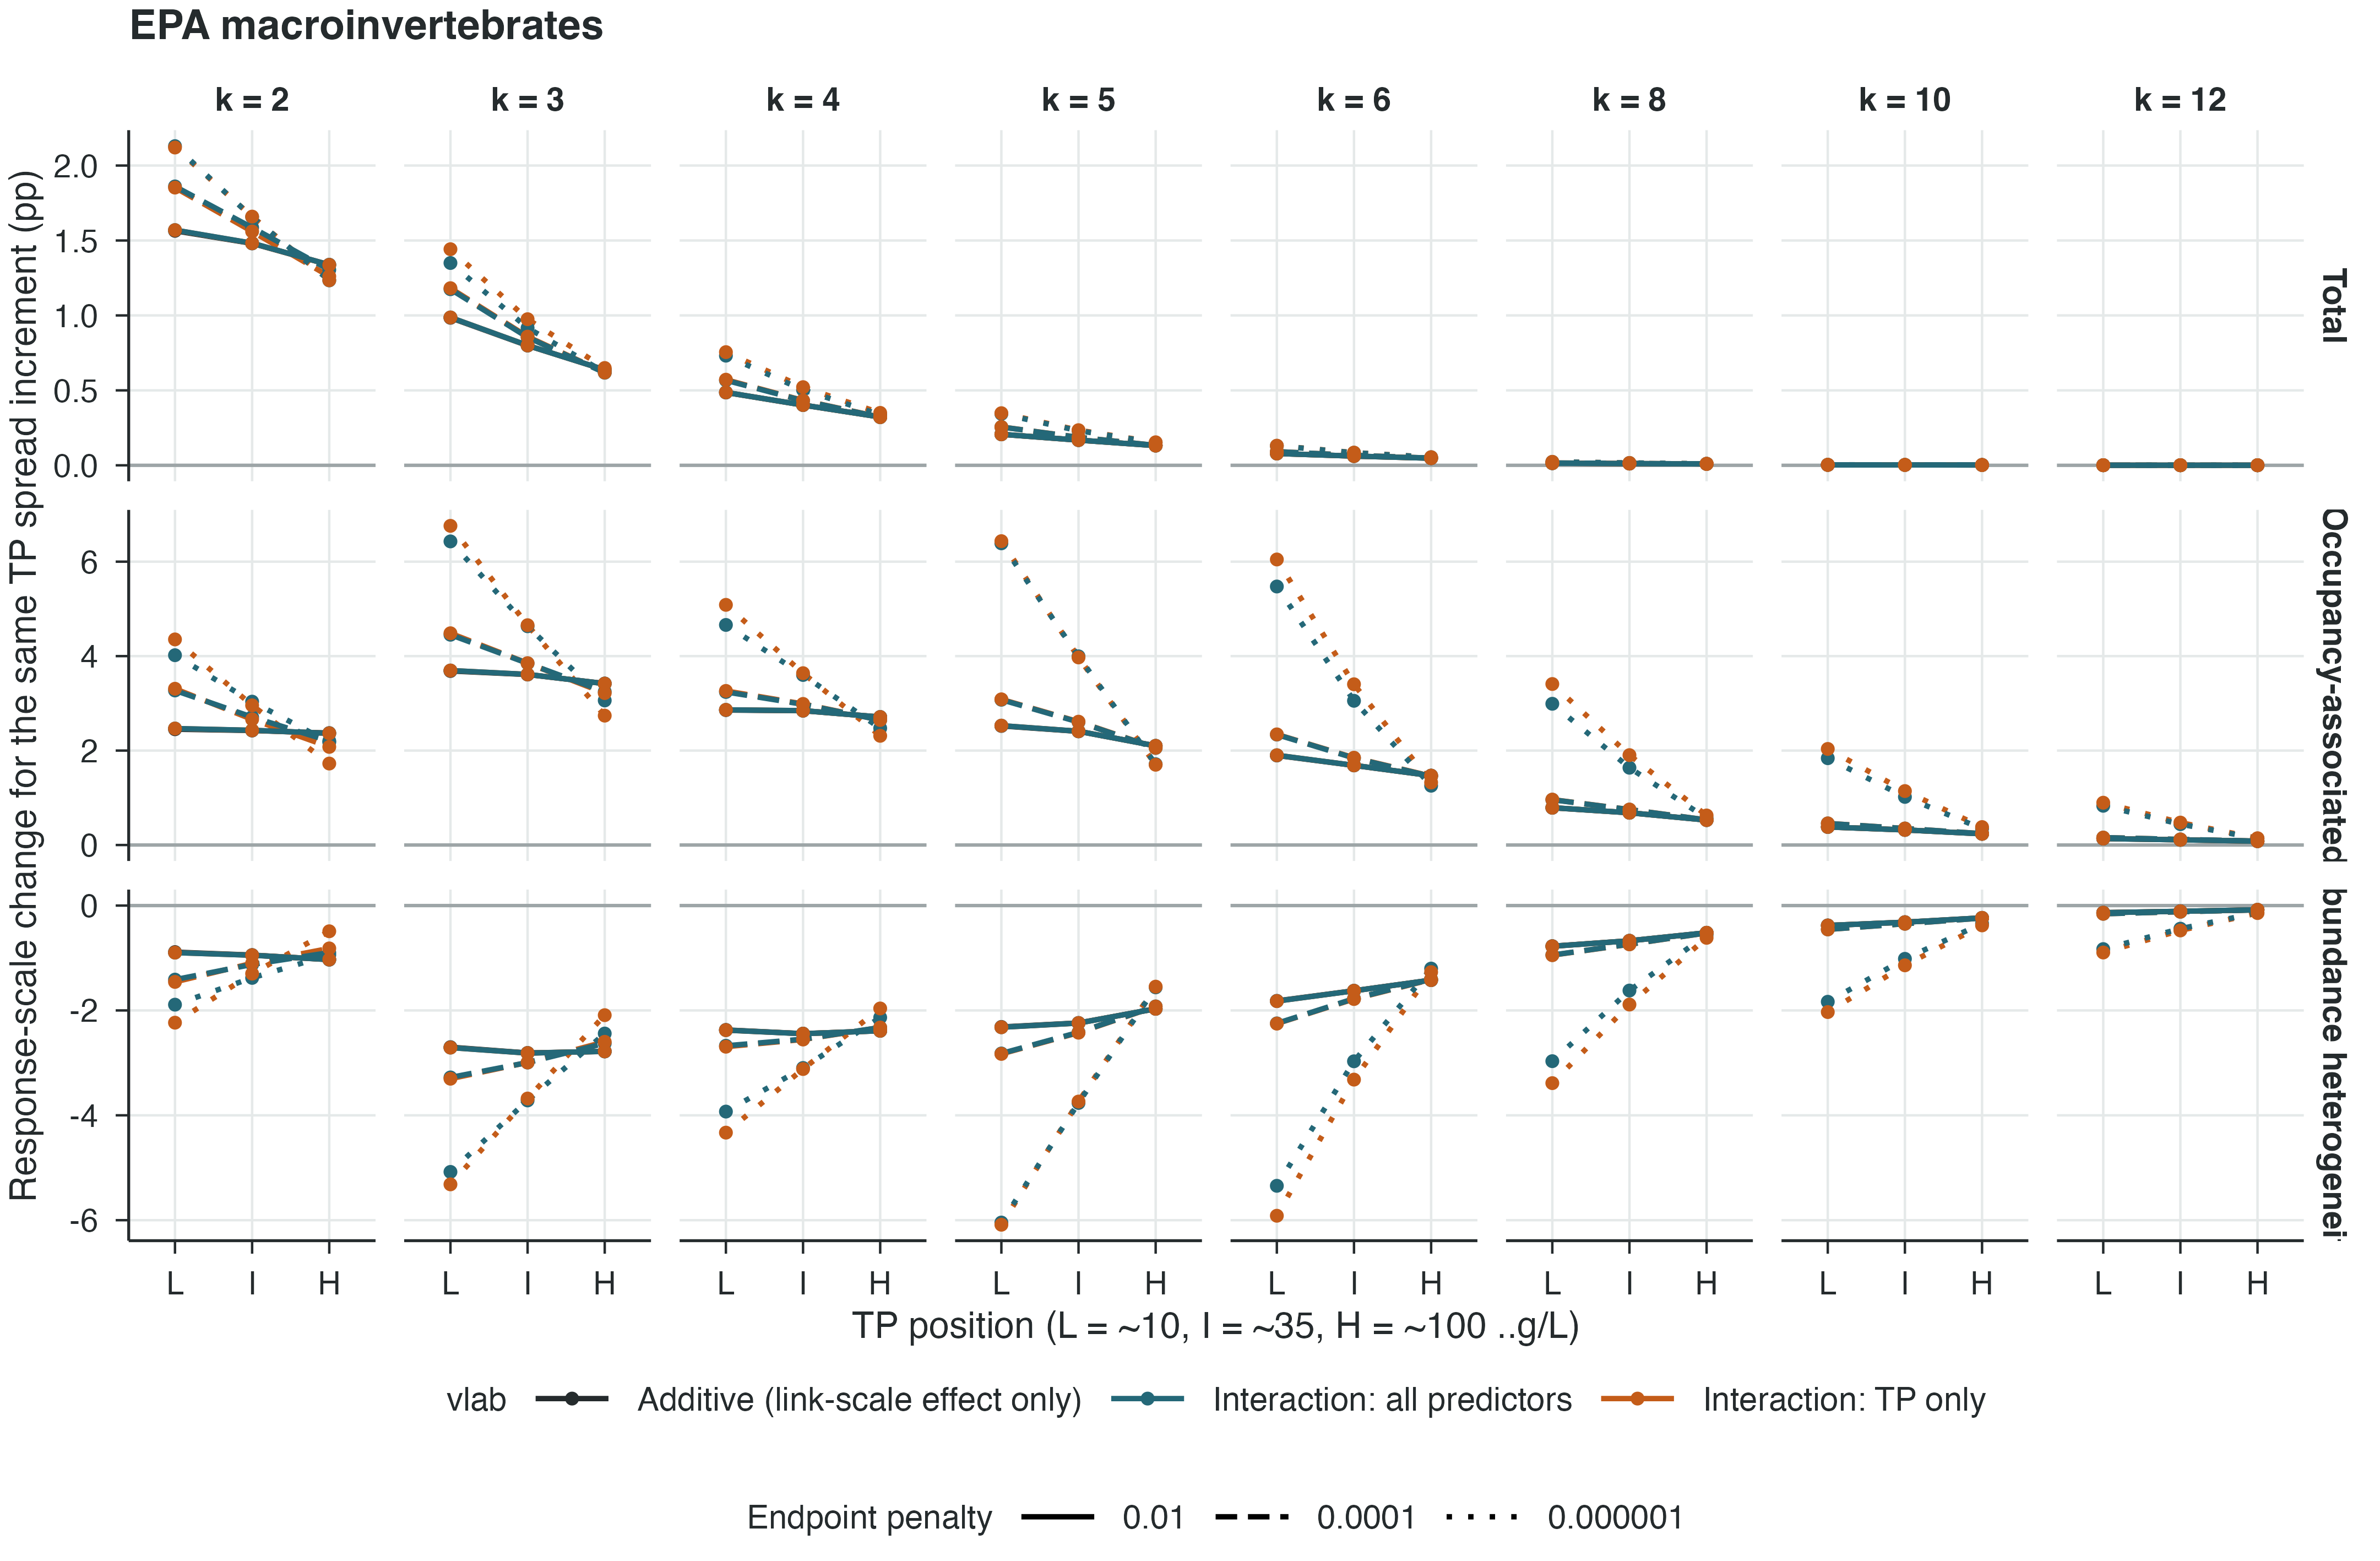 EPA macroinvertebrates
k = 2 k = 3 k = 4 k = 5 k = 6 k = 8 k = 10 k = 12
Response-scale change for the same TP spread increment (pp)
2.0
1.5
1.0
0.5
0.0
Total
6
4
2
0
Occupancy-associated
0
-2
-4
-6
bundance heterogenei
L I H L I H L I H L I H L I H L I H L I H L I H
TP position (L = ~10, I = ~35, H = ~100 ..g/L)
vlab Additive (link-scale effect only) Interaction: all predictors Interaction: TP only
Endpoint penalty 0.01 0.0001 0.000001